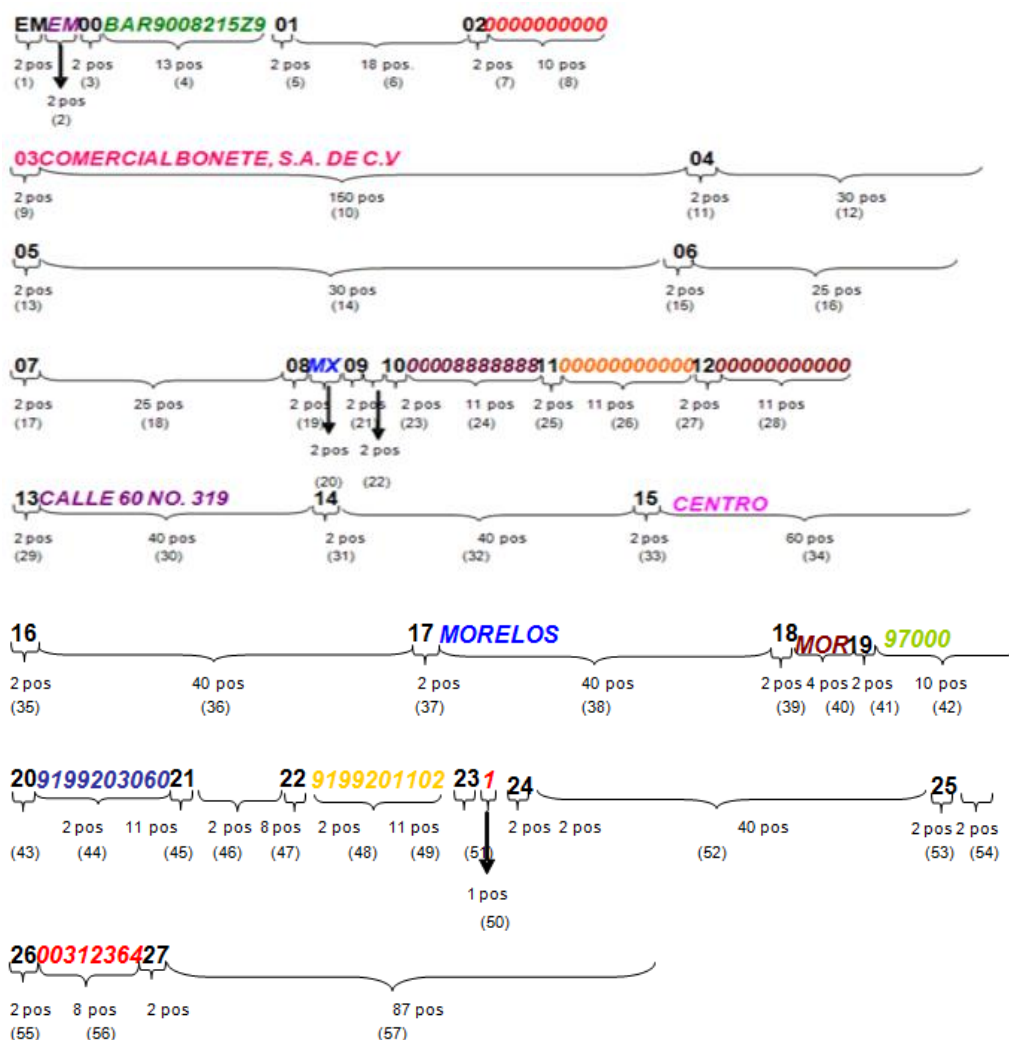 EMEM00BAR9008215Z9 01 020000000000
2 pos 2 pos 13 pos 2 pos 18 pos. 2 pos 10 pos
(1) (3) (4) (5) (6) (7) (8)
2 pos
(2)
03COMERCIAL BONETE, S.A. DE C.V 04
2 pos 150 pos 2 pos 30 pos
(9) (10) (11) (12)
05 06
2 pos 30 pos 2 pos 25 pos
(13) (14) (15) (16)
07 08MX09 100000888888811000000000001200000000000
2 pos 25 pos 2 pos 2 pos 2 pos 11 pos 2 pos 11 pos 2 pos 11 pos
(17) (18) (19) (21) (23) (24) (25) (26) (27) (28)
2 pos 2 pos
(20) (22)
13CALLE 60 NO. 319 14 15 CENTRO
2 pos 40 pos 2 pos 40 pos 2 pos 60 pos
(29) (30) (31) (32) (33) (34)
16 17 MORELOS 18MOR19 97000
2 pos 40 pos 2 pos 40 pos 2 pos 4 pos 2 pos 10 pos
(35) (36) (37) (38) (39) (40) (41) (42)
209199203060 21 22 9199201102 23 1 24 25
2 pos 11 pos 2 pos 8 pos 2 pos 11 pos 2 pos 2 pos 40 pos 2 pos 2 pos
(43) (44) (45) (46) (47) (48) (49) (51) (52) (53) (54)
1 pos
(50)
260031236427
2 pos 8 pos 2 pos 87 pos
(55) (56) (57)